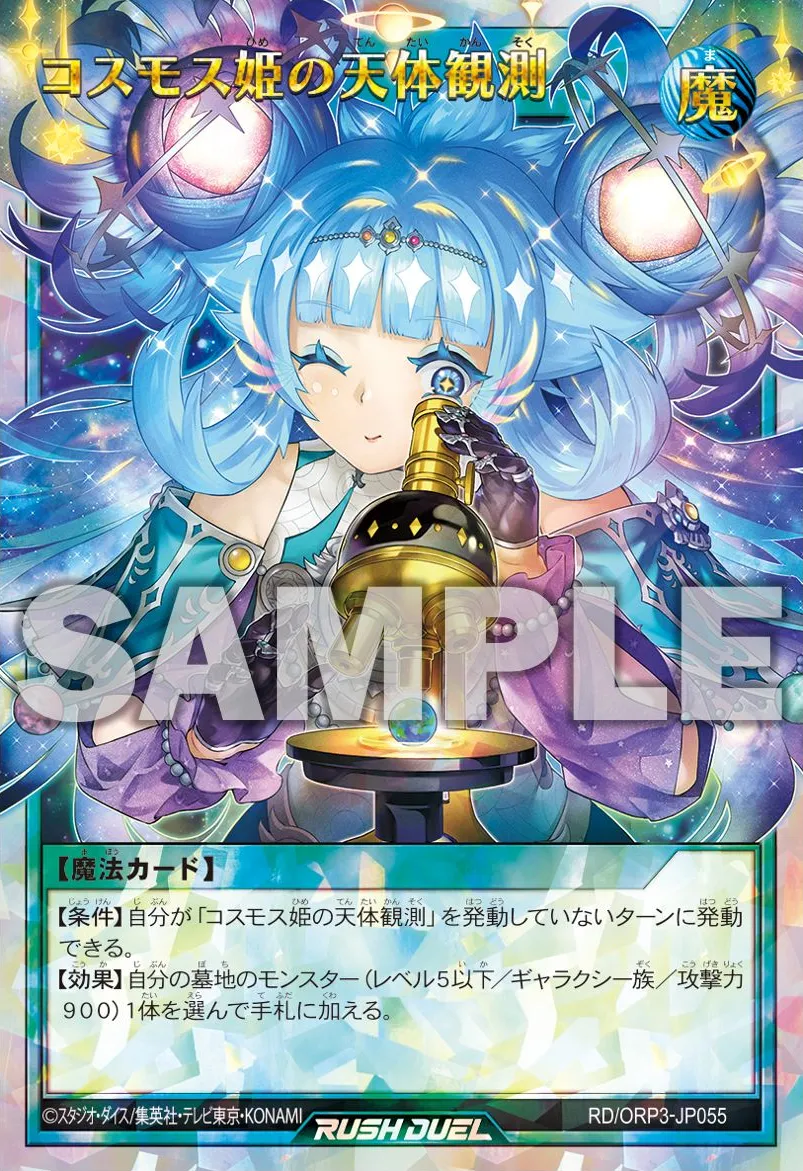 コスモス姫の天体観測
魔
SAMPLE
【魔法カード】
【条件】自分が「コスモス姫の天体観測」を発動していないターンに発動
できる。
【効果】自分の墓地のモンスター(レベル5以下/ギャラクシー族/攻撃力
900)1体を選んで手札に加える。
©スタジオ・ダイス/集英社・テレビ東京・KONAMI
RUSH DUEL
RD/ORP3-JP055